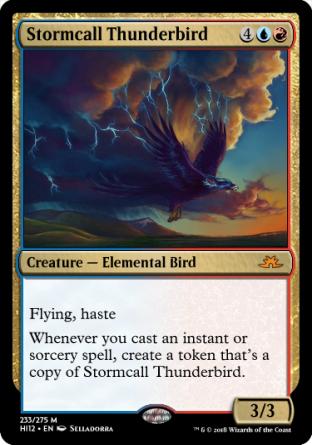 Stormcall Thunderbird 4
Creature — Elemental Bird
Flying, haste
Whenever you cast an instant or
sorcery spell, create a token that's a
copy of Stormcall Thunderbird.
3/3
233/275 M
HI12 • EN Selladorra
™ & © 2018 Wizards of the Coast